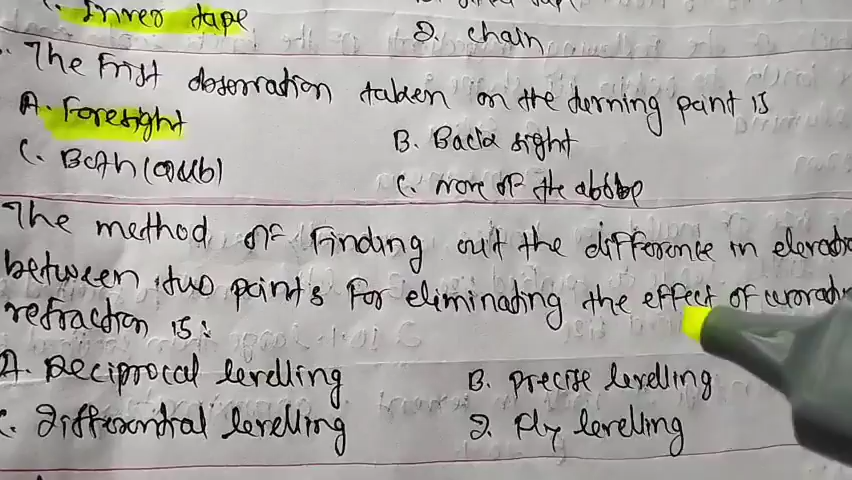 Inner tape
D. chain
The First observation taken on the turning point is
A. Foresight
B. Back sight
C. Both (a & b)
C. none of the above
The method of Finding out the difference in
between two points For eliminating the effect of
refraction is:
A. Reciprocal levelling
B. precise levelling
C. Differential levelling
D. Fly levelling